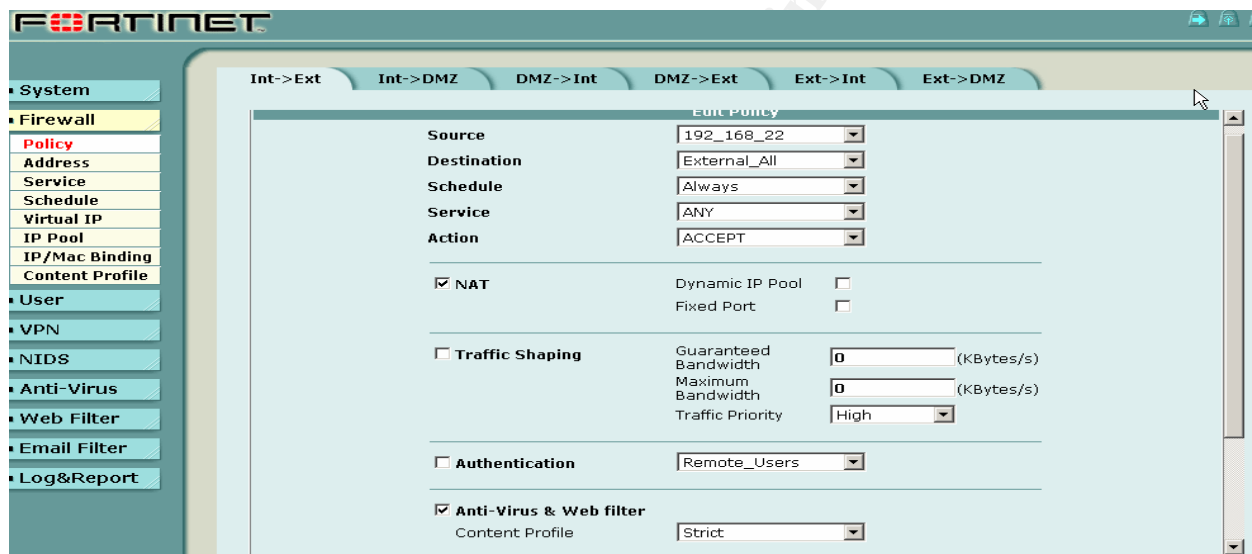 FORTINET
Int->Ext Int->DMZ DMZ->Int DMZ->Ext Ext->Int Ext->DMZ
System
Firewall
Policy
Address
Service
Schedule
Virtual IP
IP Pool
IP/Mac Binding
Content Profile
User
VPN
NIDS
Anti-Virus
Web Filter
Email Filter
Log&Report
Edit Policy
Source 192_168_22
Destination External_All
Schedule Always
Service ANY
Action ACCEPT
NAT Dynamic IP Pool
Fixed Port
Traffic Shaping Guaranteed Bandwidth 0 (KBytes/s)
Maximum Bandwidth 0 (KBytes/s)
Traffic Priority High
Authentication Remote_Users
Anti-Virus & Web filter
Content Profile Strict